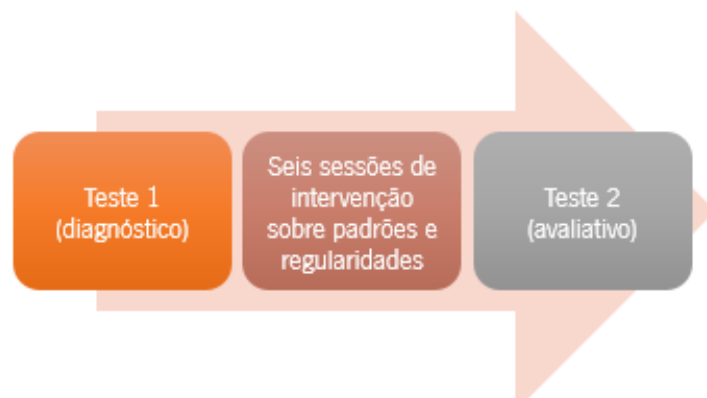 Teste 1
(diagnóstico)
Seis sessões de
intervenção
sobre padrões e
regularidades
Teste 2
(avaliativo)